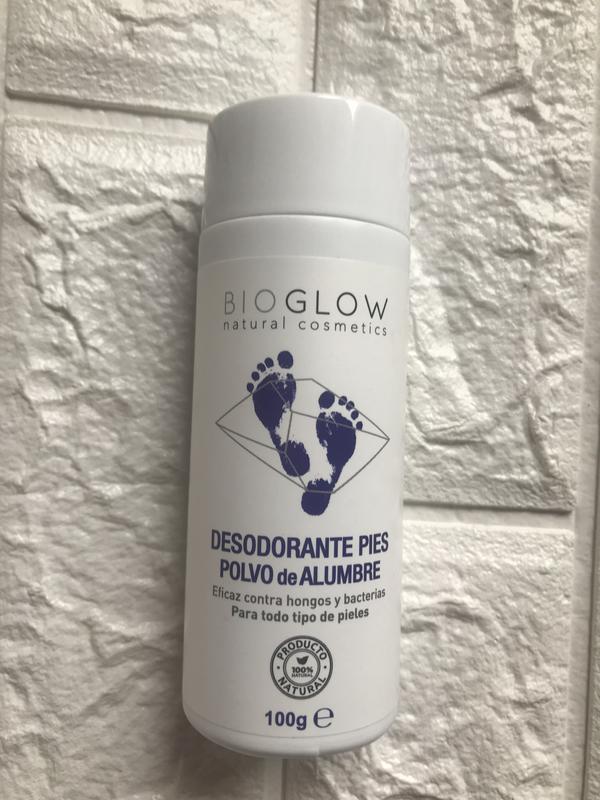 BIOGLOW
natural cosmetics
DESODORANTE PIES
POLVO de ALUMBRE
Eficaz contra hongos y bacterias
Para todo tipo de pieles
PRODUCTO
100%
NATURAL
NATURAL
100g ℮